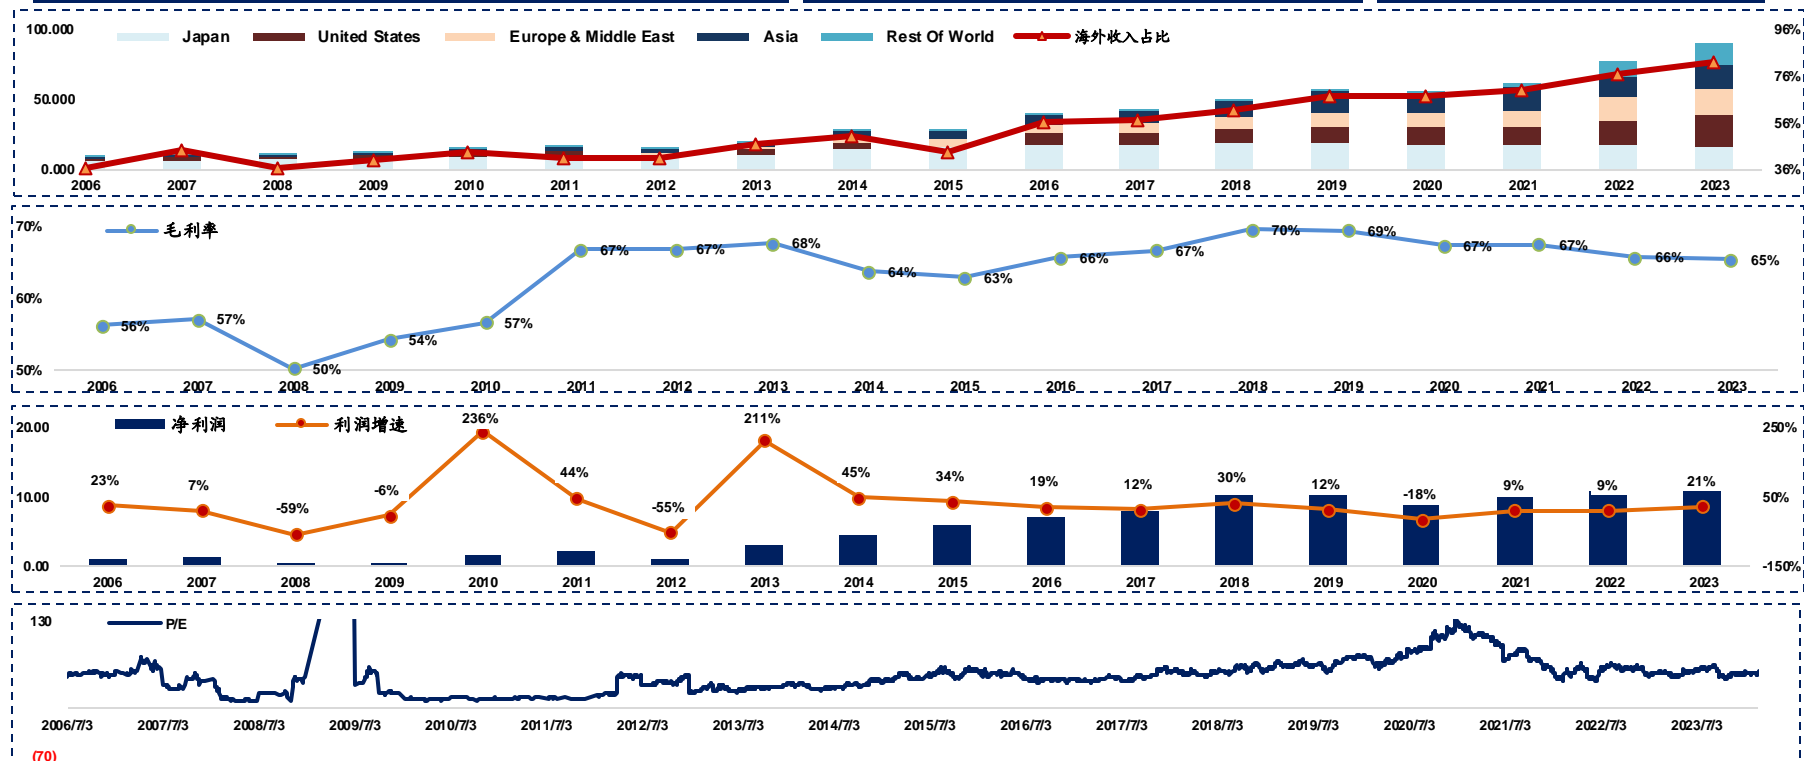 100.000
Japan United States Europe & Middle East Asia Rest Of World 海外收入占比
96%
76%
50.000
56%
0.000
36%
2006 2007 2008 2009 2010 2011 2012 2013 2014 2015 2016 2017 2018 2019 2020 2021 2022 2023
70%
毛利率
60%
50%
56% 57% 50% 54% 57% 67% 67% 68% 64% 63% 66% 67% 70% 69% 67% 67% 66% 65%
2006 2007 2008 2009 2010 2011 2012 2013 2014 2015 2016 2017 2018 2019 2020 2021 2022 2023
净利润 利润增速
20.00
250%
10.00
50%
0.00
-150%
23% 7% -59% -6% 236% 44% -55% 211% 45% 34% 19% 12% 30% 12% -18% 9% 9% 21%
2006 2007 2008 2009 2010 2011 2012 2013 2014 2015 2016 2017 2018 2019 2020 2021 2022 2023
130
P/E
2006/7/3 2007/7/3 2008/7/3 2009/7/3 2010/7/3 2011/7/3 2012/7/3 2013/7/3 2014/7/3 2015/7/3 2016/7/3 2017/7/3 2018/7/3 2019/7/3 2020/7/3 2021/7/3 2022/7/3 2023/7/3
(70)